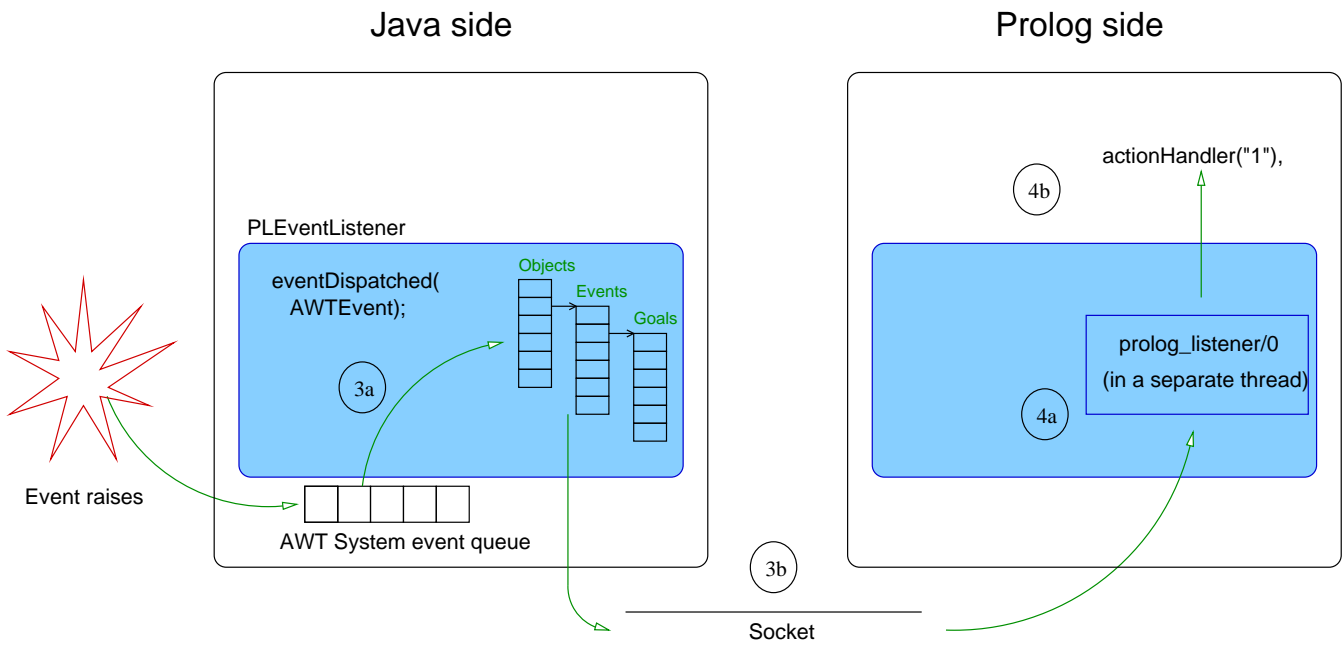 Java side
Prolog side
actionHandler("1"),
4b
PLEventListener
eventDispatched(
AWTEvent);
Objects
Events
Goals
3a
prolog_listener/0
(in a separate thread)
4a
Event raises
AWT System event queue
3b
Socket